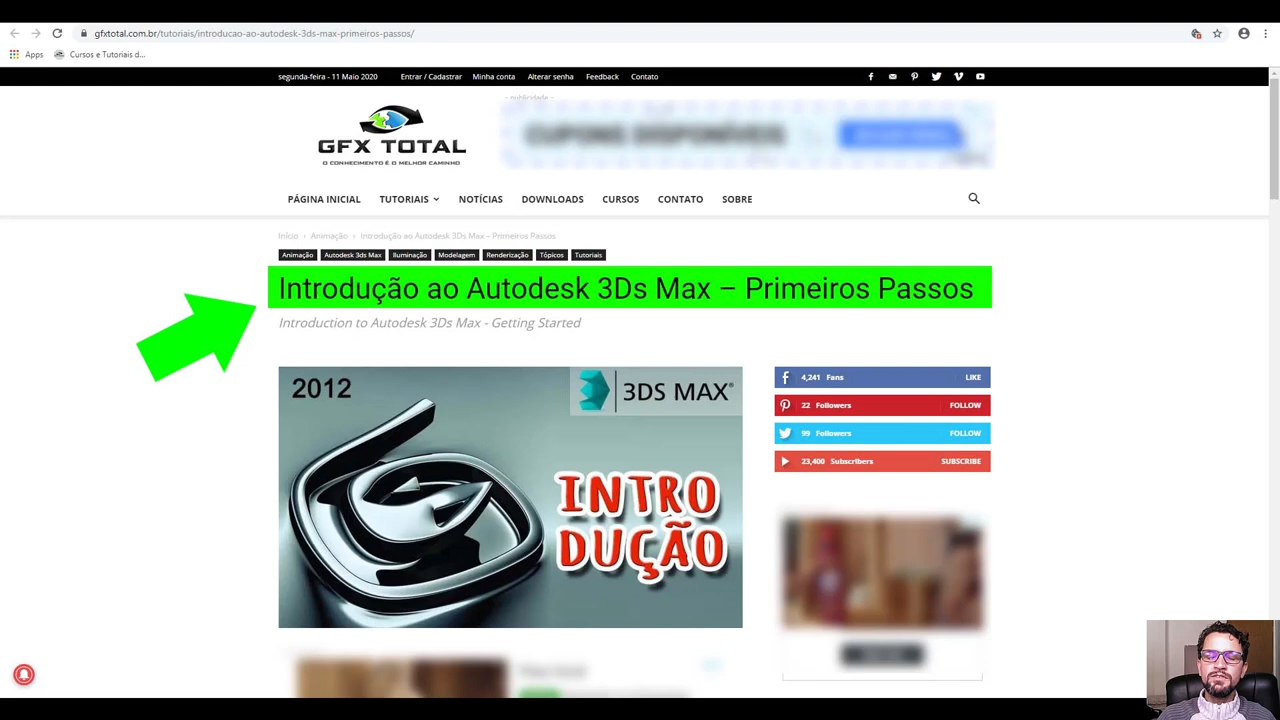 gfxtotal.com.br/tutoriais/introducao-ao-autodesk-3ds-max-primeiros-passos/
Apps Cursos e Tutoriais d...
segunda-feira - 11 Maio 2020 Entrar / Cadastrar Minha conta Alterar senha Feedback Contato
- publicidade -
CUPONS DISPONÍVEIS
GFX TOTAL
O CONHECIMENTO É O MELHOR CAMINHO
PÁGINA INICIAL TUTORIAIS NOTÍCIAS DOWNLOADS CURSOS CONTATO SOBRE
Início › Animação › Introdução ao Autodesk 3Ds Max – Primeiros Passos
Animação Autodesk 3ds Max Iluminação Modelagem Renderização Tópicos Tutoriais
Introdução ao Autodesk 3Ds Max – Primeiros Passos
Introduction to Autodesk 3Ds Max - Getting Started
2012
3DS MAX®
INTRO
DUÇÃO
4,241 Fans LIKE
22 Followers FOLLOW
99 Followers FOLLOW
23,400 Subscribers SUBSCRIBE